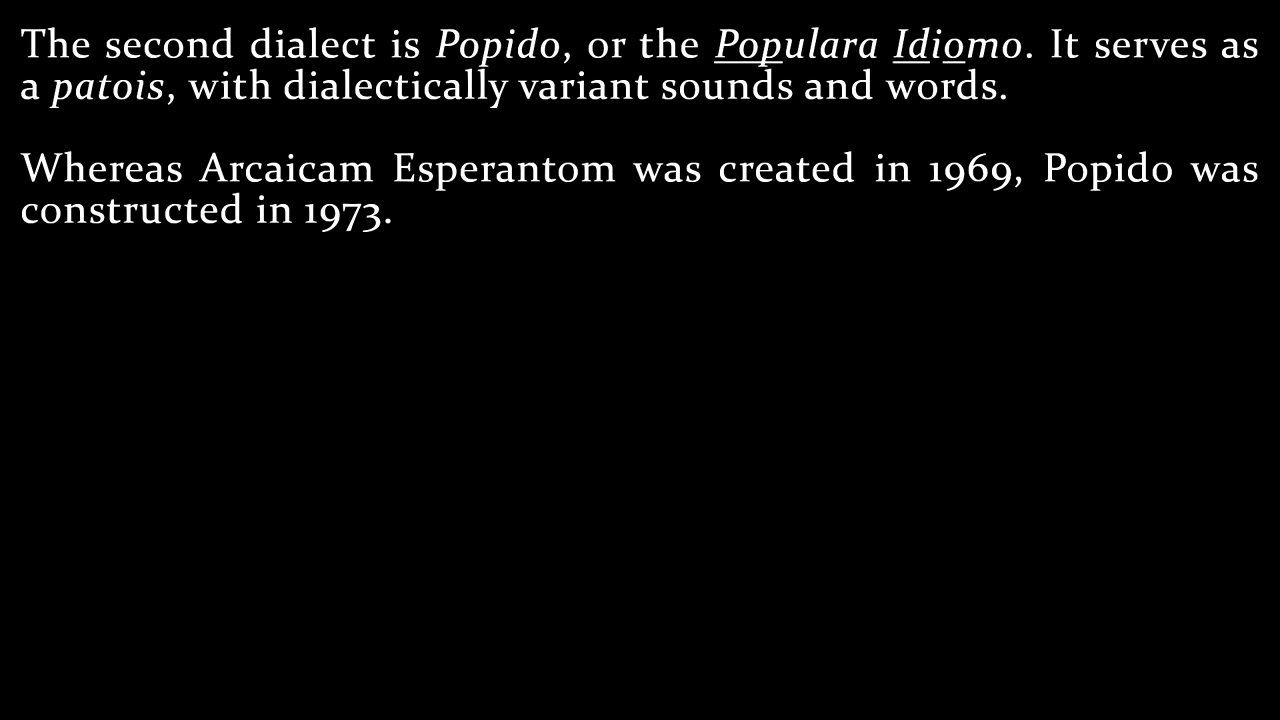 The second dialect is Popido, or the Populara Idiomo. It serves as
a patois, with dialectically variant sounds and words.
Whereas Arcaicam Esperantom was created in 1969, Popido was
constructed in 1973.